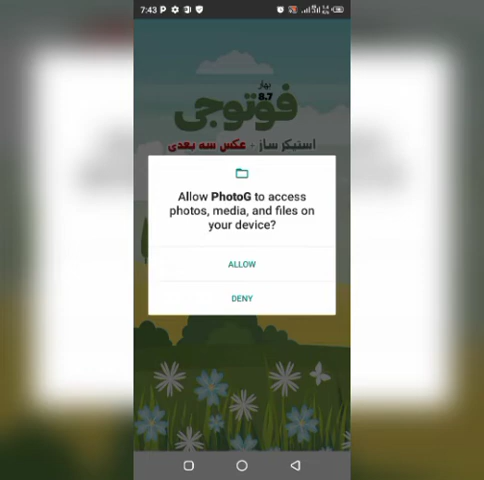 7:43 P
بهار
8.7
فوتوجی
استیکر ساز - عکس سه بعدی
Allow PhotoG to access
photos, media, and files on
your device?
ALLOW
DENY